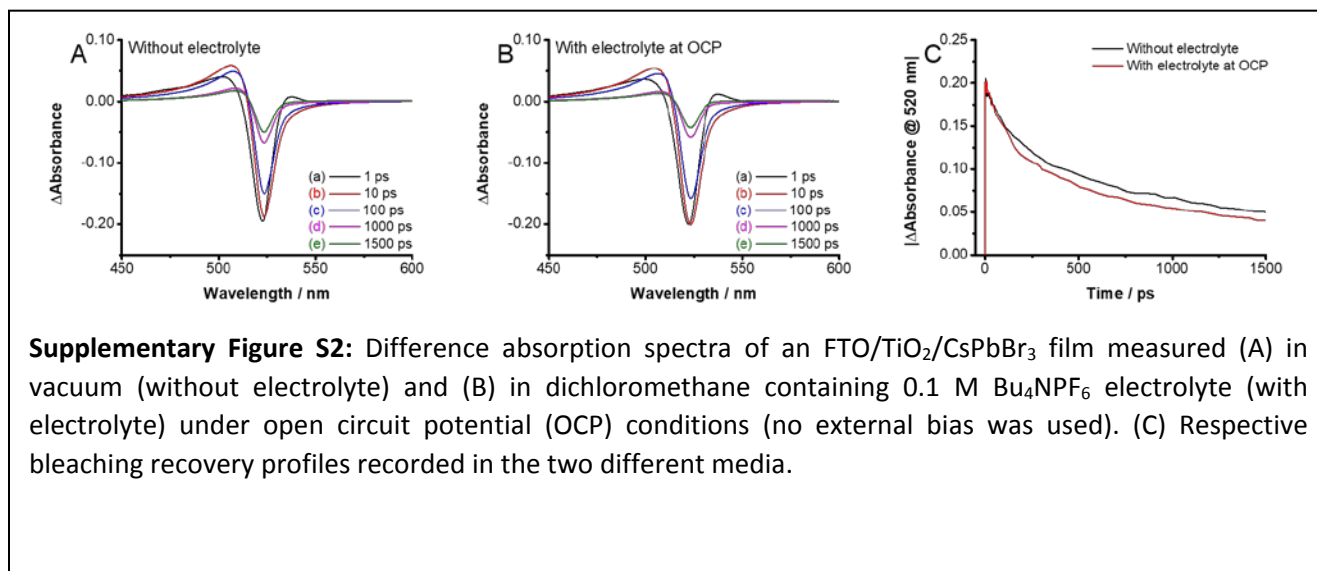 A Without electrolyte
0.10
0.00
-0.10
-0.20
ΔAbsorbance
(a) 1 ps
(b) 10 ps
(c) 100 ps
(d) 1000 ps
(e) 1500 ps
450 500 550 600
Wavelength / nm
B With electrolyte at OCP
0.10
0.00
-0.10
-0.20
ΔAbsorbance
(a) 1 ps
(b) 10 ps
(c) 100 ps
(d) 1000 ps
(e) 1500 ps
450 500 550 600
Wavelength / nm
C
Without electrolyte
With electrolyte at OCP
0.25
0.20
0.15
0.10
0.05
0.00
|ΔAbsorbance @ 520 nm|
0 500 1000 1500
Time / ps
Supplementary Figure S2: Difference absorption spectra of an FTO/TiO₂/CsPbBr₃ film measured (A) in
vacuum (without electrolyte) and (B) in dichloromethane containing 0.1 M Bu₄NPF₆ electrolyte (with
electrolyte) under open circuit potential (OCP) conditions (no external bias was used). (C) Respective
bleaching recovery profiles recorded in the two different media.